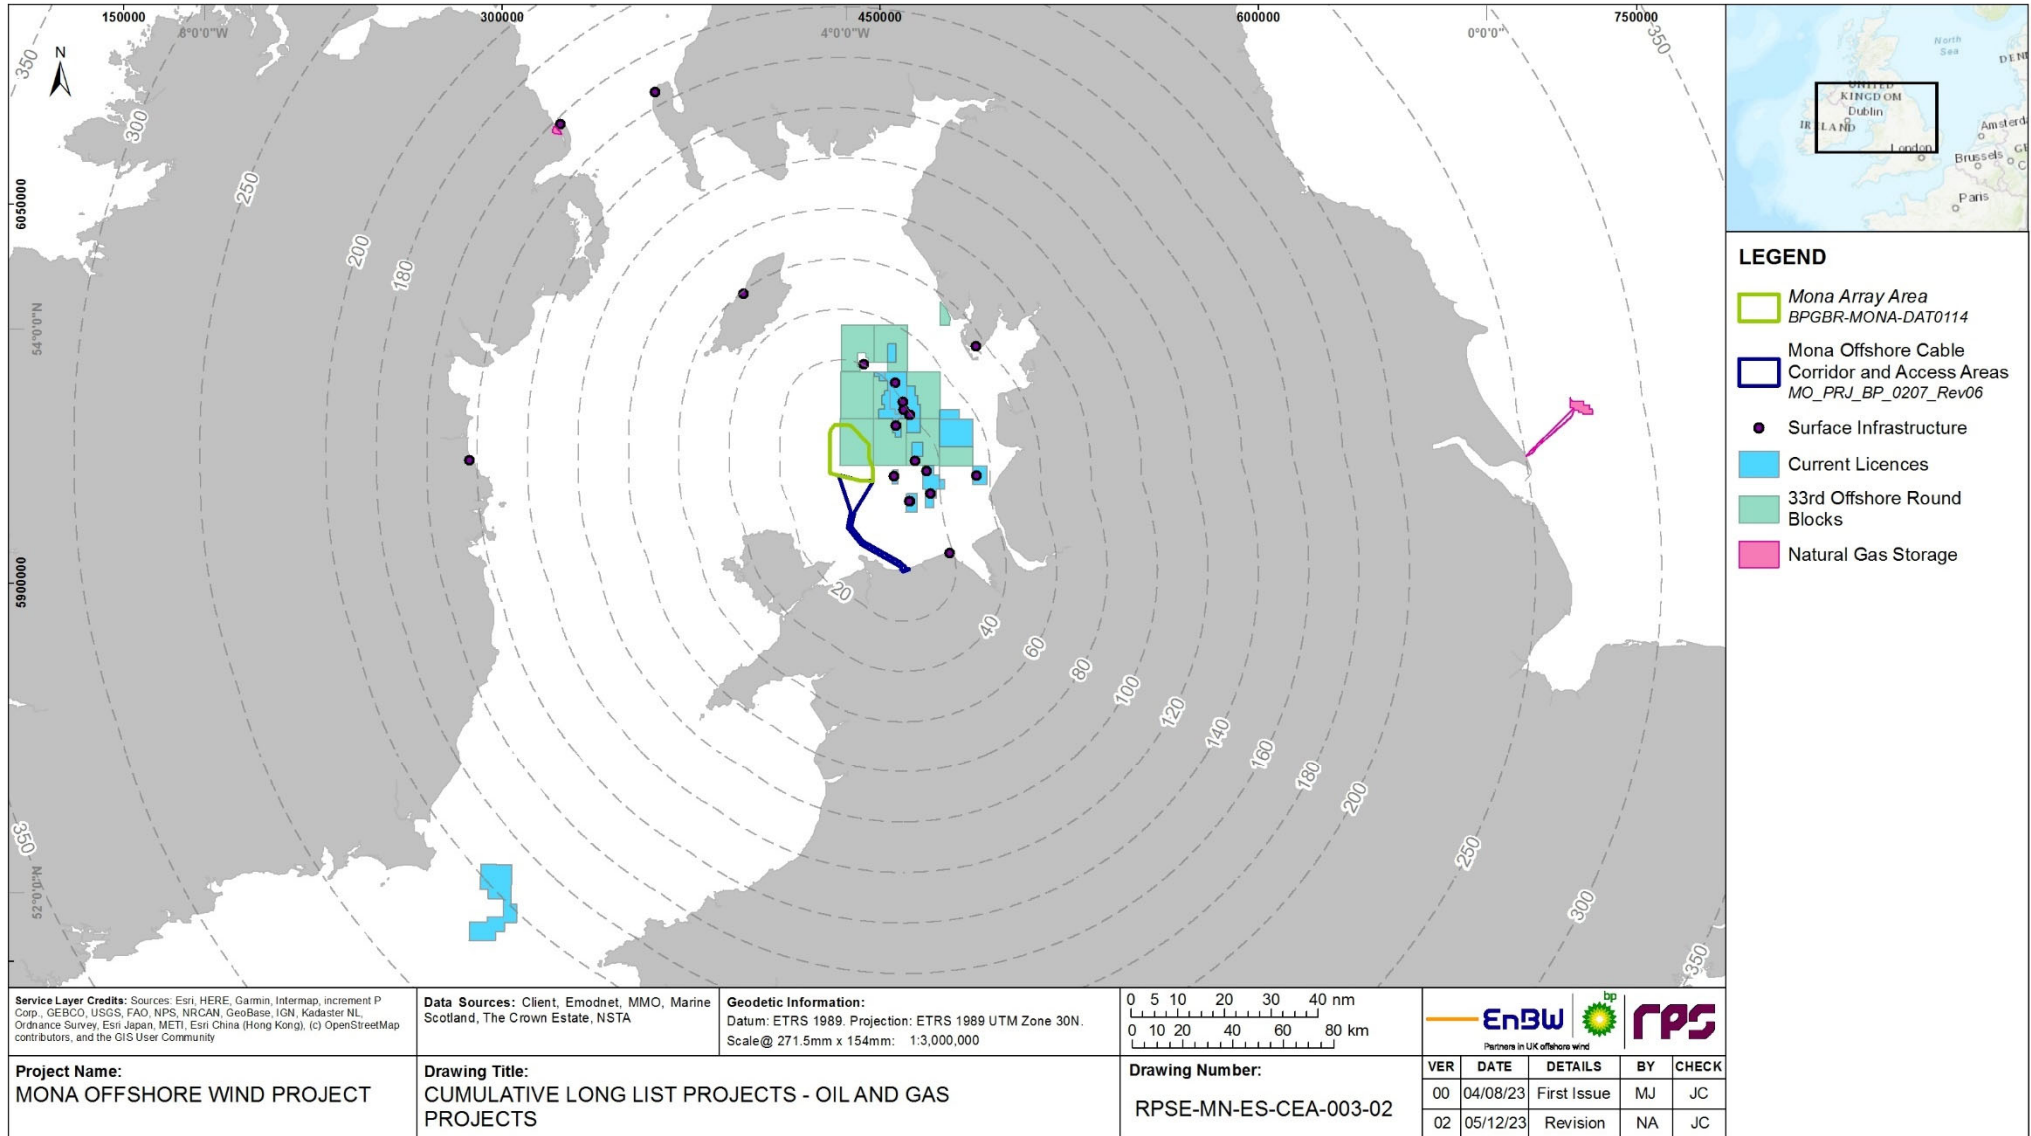 150000
300000
450000
600000
750000
8°0'0"W
4°0'0"W
0°0'0"
6050000
5900000
54°0'0"N
52°0'0"N
N
350
300
250
200
180
350
350
20
40
60
80
100
120
140
160
180
200
250
300
350
North
Sea
UNITED
KINGDOM
Dublin
IRELAND
London
Amsterda
Brussels
Paris
DENI
GE
C
LEGEND
Mona Array Area
BPGBR-MONA-DAT0114
Mona Offshore Cable
Corridor and Access Areas
MO_PRJ_BP_0207_Rev06
Surface Infrastructure
Current Licences
33rd Offshore Round
Blocks
Natural Gas Storage
Service Layer Credits: Sources: Esri, HERE, Garmin, Intermap, increment P
Corp., GEBCO, USGS, FAO, NPS, NRCAN, GeoBase, IGN, Kadaster NL,
Ordnance Survey, Esri Japan, METI, Esri China (Hong Kong), (c) OpenStreetMap
contributors, and the GIS User Community
Data Sources: Client, Emodnet, MMO, Marine
Scotland, The Crown Estate, NSTA
Geodetic Information:
Datum: ETRS 1989. Projection: ETRS 1989 UTM Zone 30N.
Scale@ 271.5mm x 154mm: 1:3,000,000
0 5 10 20 30 40 nm
0 10 20 40 60 80 km
EnBW
bp
rps
Partners in UK offshore wind
Project Name:
MONA OFFSHORE WIND PROJECT
Drawing Title:
CUMULATIVE LONG LIST PROJECTS - OIL AND GAS
PROJECTS
Drawing Number:
RPSE-MN-ES-CEA-003-02
VER DATE DETAILS BY CHECK
00 04/08/23 First Issue MJ JC
02 05/12/23 Revision NA JC